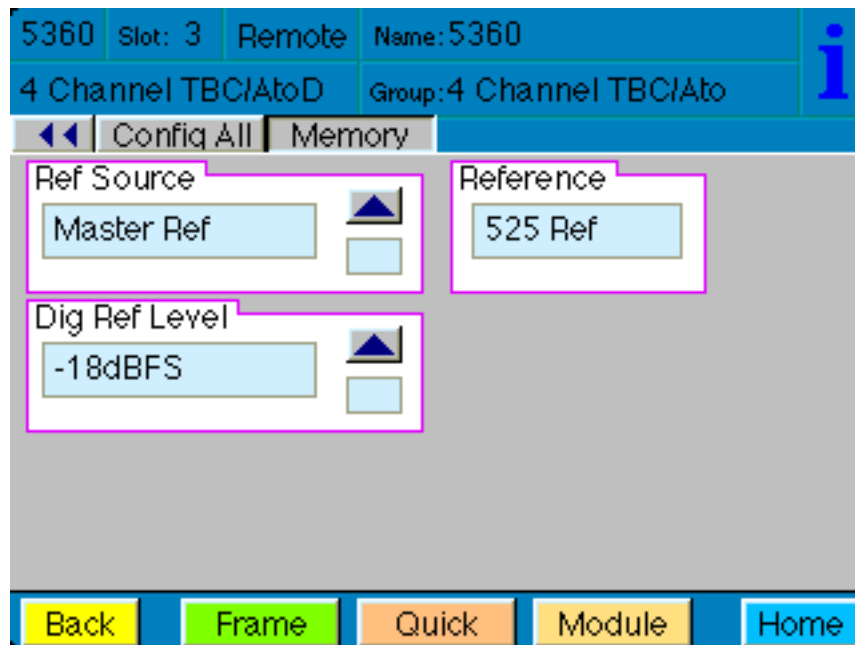 5360 Slot: 3 Remote Name:5360
4 Channel TBC/AtoD Group:4 Channel TBC/Ato
i
Config All Memory
Ref Source Reference
Master Ref 525 Ref
Dig Ref Level
-18dBFS
Back Frame Quick Module Home